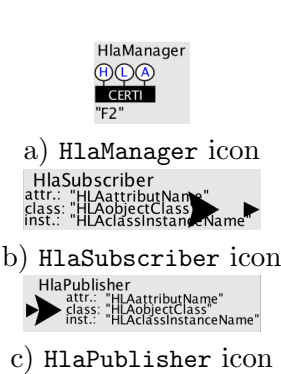 HlaManager
H L A
CERTI
"F2"
a) HlaManager icon
HlaSubscriber
attr.: "HLAattributName"
class: "HLAobjectClass"
inst.: "HLAclassInstanceName"
b) HlaSubscriber icon
HlaPublisher
attr.: "HLAattributName"
class: "HLAobjectClass"
inst.: "HLAclassInstanceName"
c) HlaPublisher icon